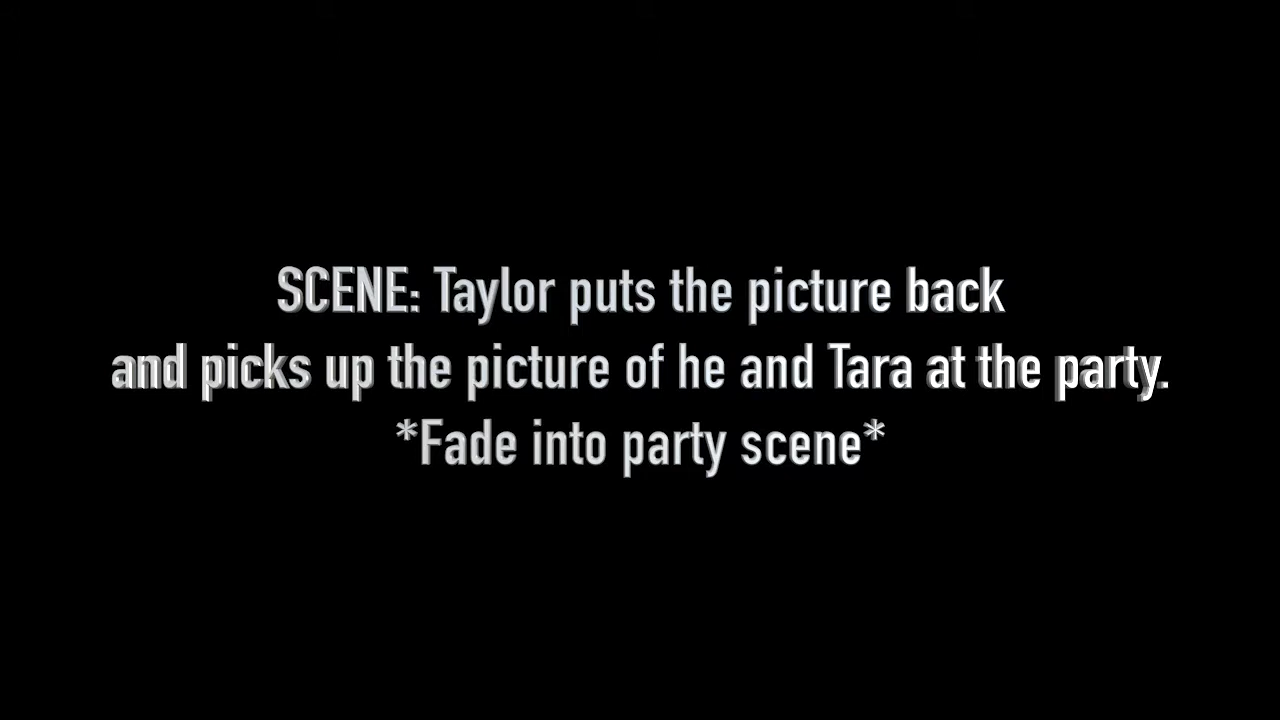 SCENE: Taylor puts the picture back
and picks up the picture of he and Tara at the party.
*Fade into party scene*